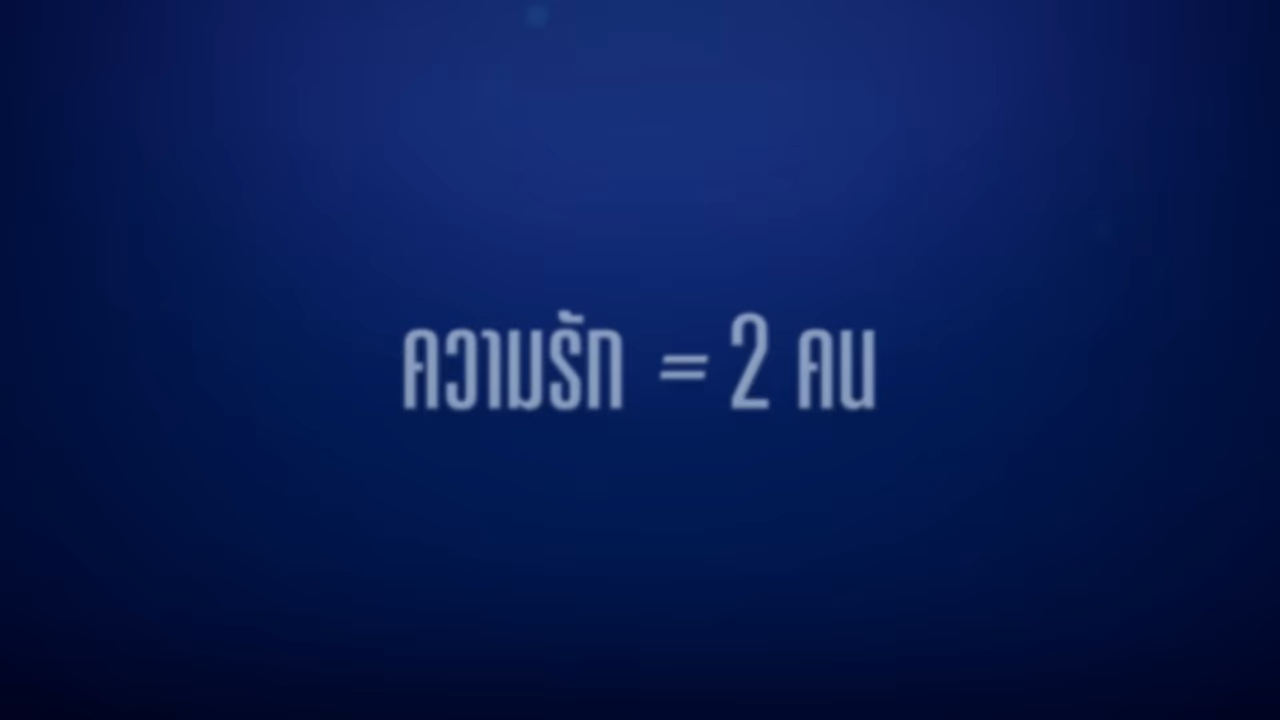 ความรัก = 2 คน